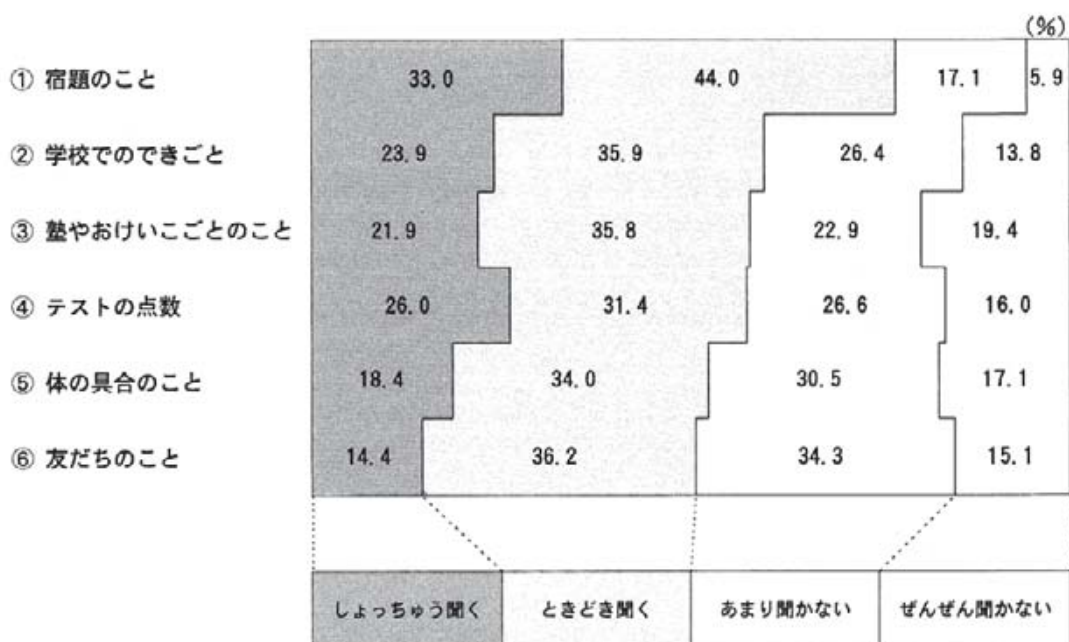 (%)
① 宿題のこと 33.0 44.0 17.1 5.9
② 学校でのできごと 23.9 35.9 26.4 13.8
③ 塾やおけいこごとのこと 21.9 35.8 22.9 19.4
④ テストの点数 26.0 31.4 26.6 16.0
⑤ 体の具合のこと 18.4 34.0 30.5 17.1
⑥ 友だちのこと 14.4 36.2 34.3 15.1
しょっちゅう聞く ときどき聞く あまり聞かない ぜんぜん聞かない